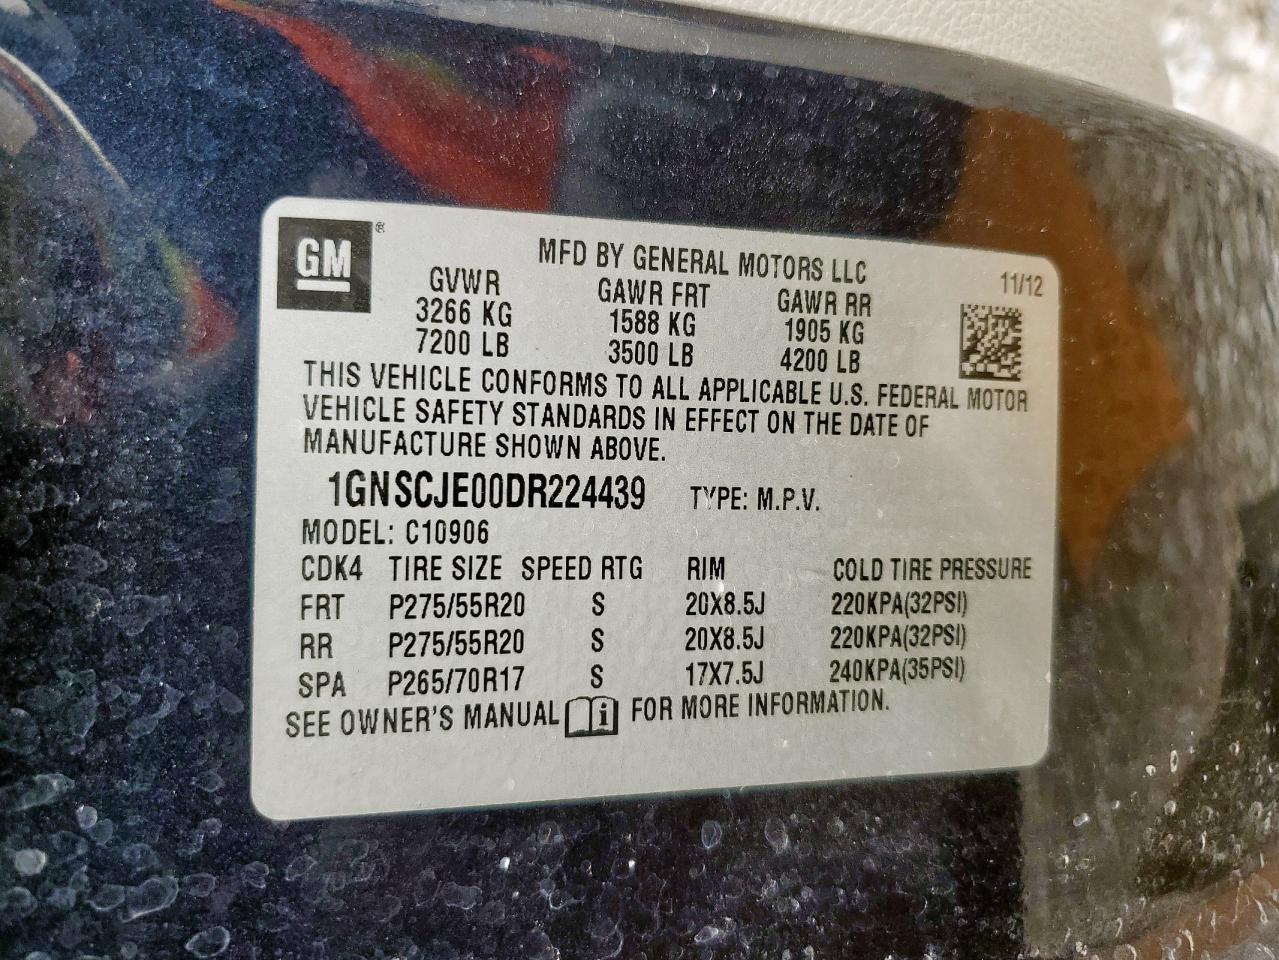 GM®
MFD BY GENERAL MOTORS LLC
11/12
GVWR GAWR FRT GAWR RR
3266 KG 1588 KG 1905 KG
7200 LB 3500 LB 4200 LB
THIS VEHICLE CONFORMS TO ALL APPLICABLE U.S. FEDERAL MOTOR
VEHICLE SAFETY STANDARDS IN EFFECT ON THE DATE OF
MANUFACTURE SHOWN ABOVE.
1GNSCJE00DR224439 TYPE: M.P.V.
MODEL: C10906
CDK4 TIRE SIZE SPEED RTG RIM COLD TIRE PRESSURE
FRT P275/55R20 S 20X8.5J 220KPA(32PSI)
RR P275/55R20 S 20X8.5J 220KPA(32PSI)
SPA P265/70R17 S 17X7.5J 240KPA(35PSI)
SEE OWNER'S MANUAL i FOR MORE INFORMATION.